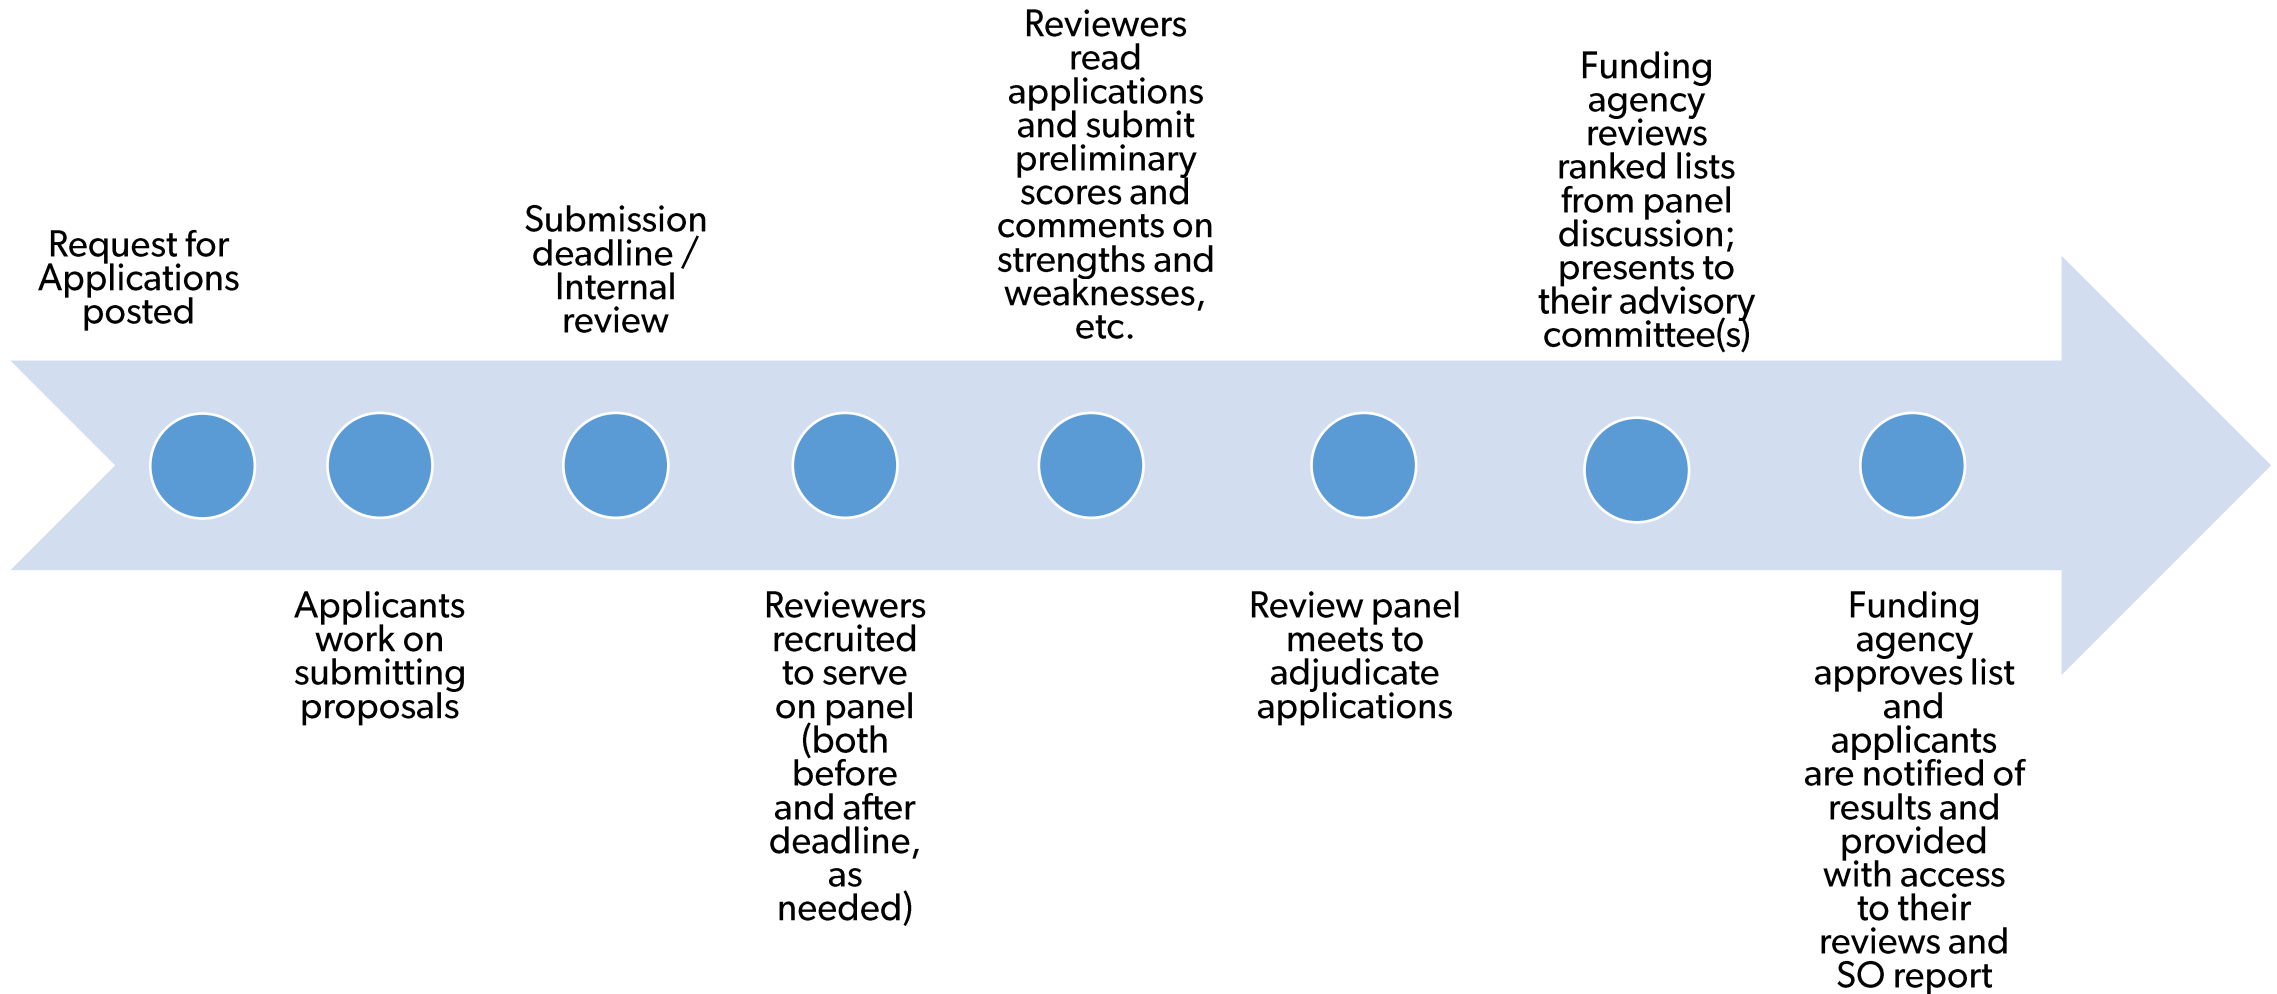 Request for
Applications
posted
Applicants
work on
submitting
proposals
Submission
deadline /
Internal
review
Reviewers
recruited
to serve
on panel
(both
before
and after
deadline,
as
needed)
Reviewers
read
applications
and submit
preliminary
scores and
comments on
strengths and
weaknesses,
etc.
Review panel
meets to
adjudicate
applications
Funding
agency
reviews
ranked lists
from panel
discussion;
presents to
their advisory
committee(s)
Funding
agency
approves list
and
applicants
are notified of
results and
provided
with access
to their
reviews and
SO report